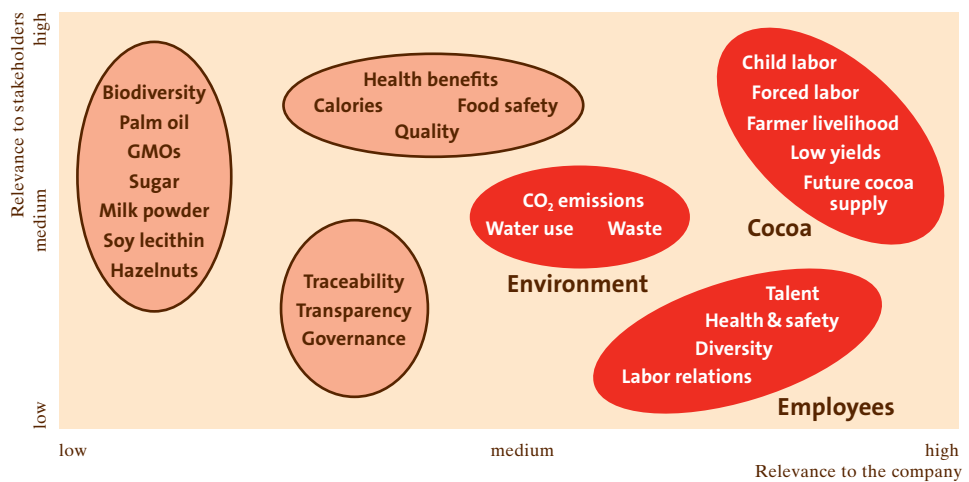 Relevance to stakeholders
high
medium
low
Biodiversity
Palm oil
GMOs
Sugar
Milk powder
Soy lecithin
Hazelnuts
Health benefits
Calories Food safety
Quality
Traceability
Transparency
Governance
CO₂ emissions
Water use Waste
Environment
Child labor
Forced labor
Farmer livelihood
Low yields
Future cocoa
supply
Cocoa
Talent
Health & safety
Diversity
Labor relations
Employees
low medium high
Relevance to the company